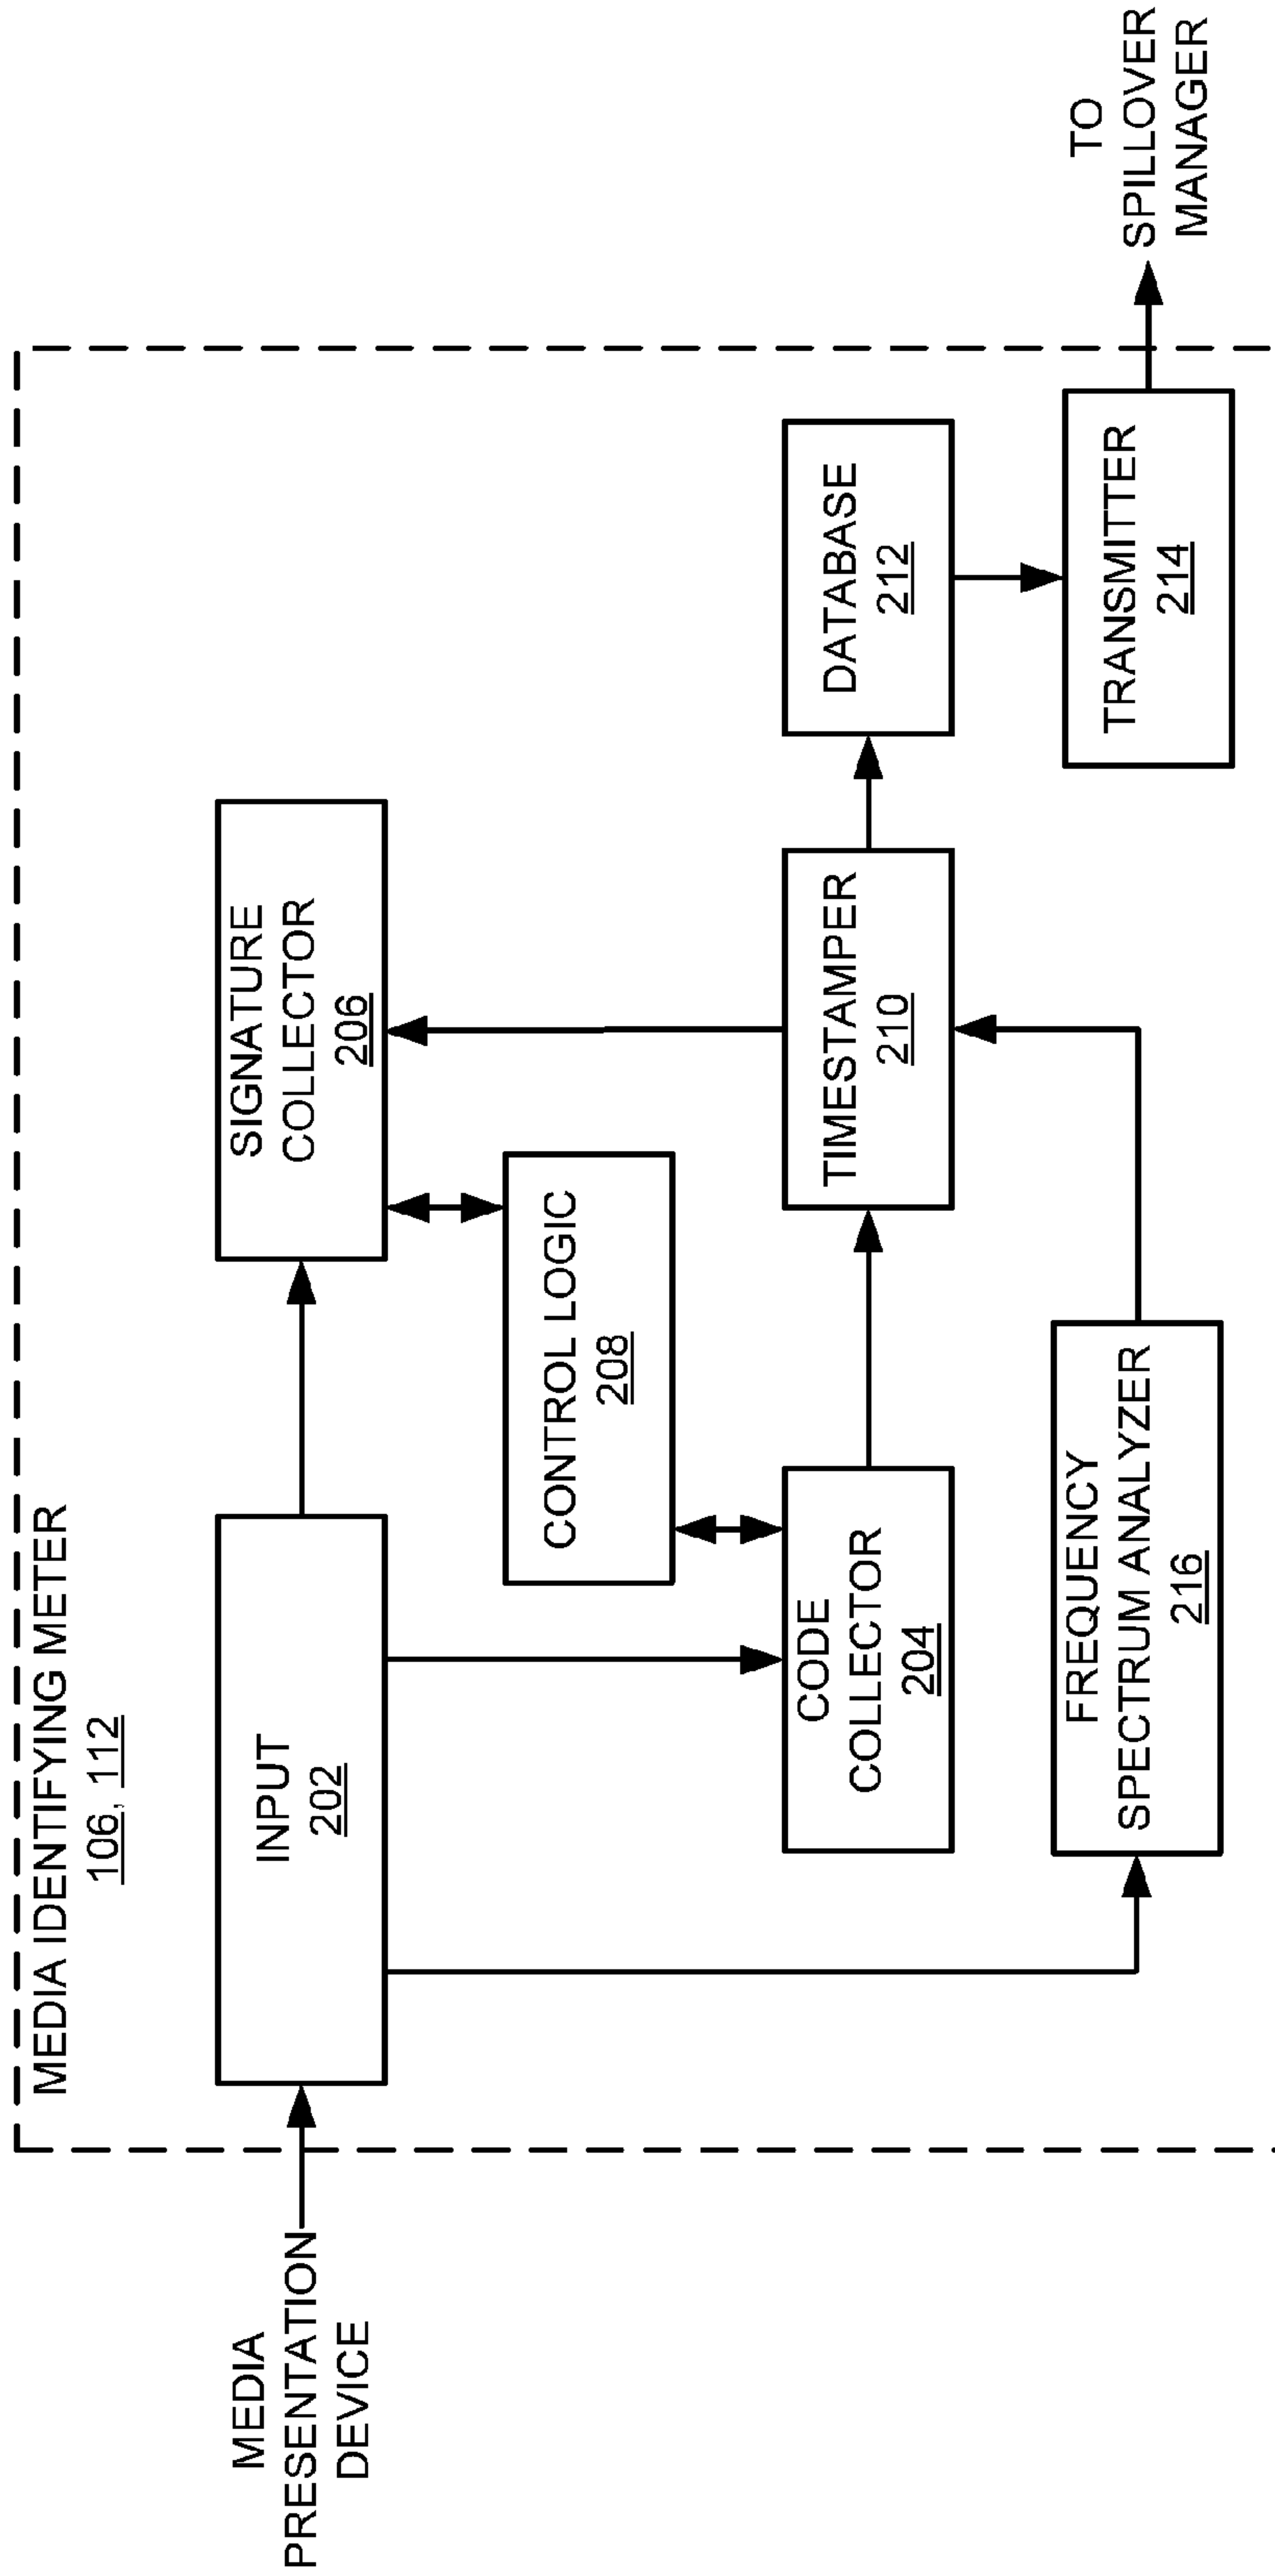 MEDIA IDENTIFYING METER
106, 112
MEDIA
PRESENTATION
DEVICE
INPUT
202
SIGNATURE
COLLECTOR
206
CONTROL LOGIC
208
CODE
COLLECTOR
204
TIMESTAMPER
210
DATABASE
212
FREQUENCY
SPECTRUM ANALYZER
216
TRANSMITTER
214
TO
SPILLOVER
MANAGER